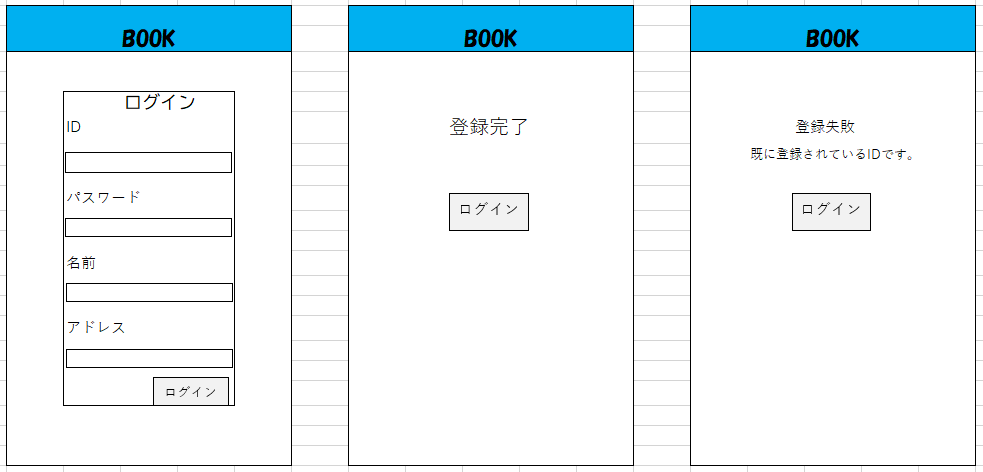 BOOK
ログイン
ID
パスワード
名前
アドレス
ログイン
BOOK
登録完了
ログイン
BOOK
登録失敗
既に登録されているIDです。
ログイン